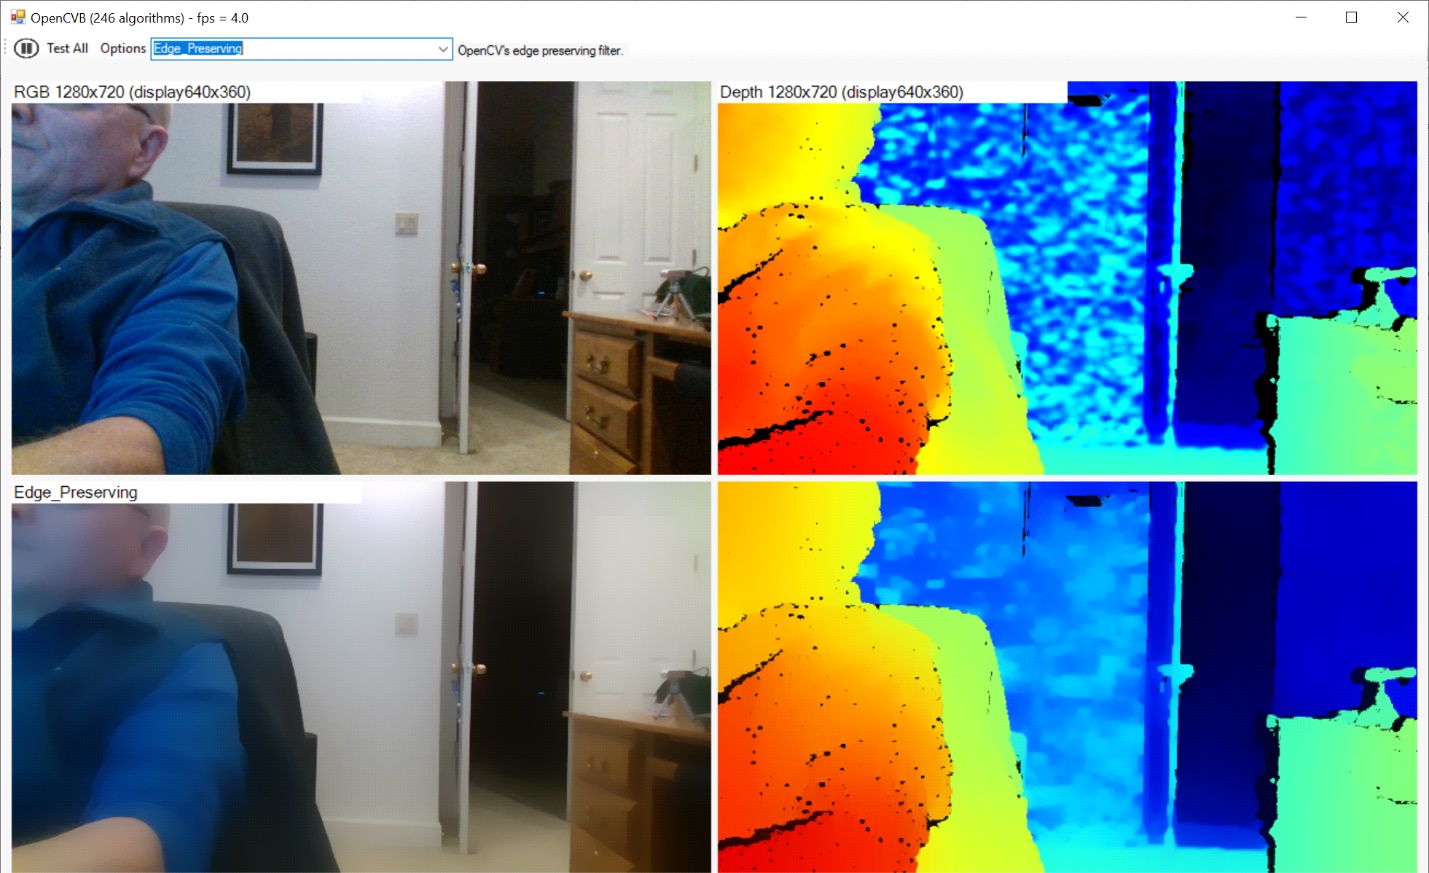 OpenCVB (246 algorithms) - fps = 4.0
Test All Options Edge_Preserving OpenCV's edge preserving filter.
RGB 1280x720 (display640x360) Depth 1280x720 (display640x360)
Edge_Preserving